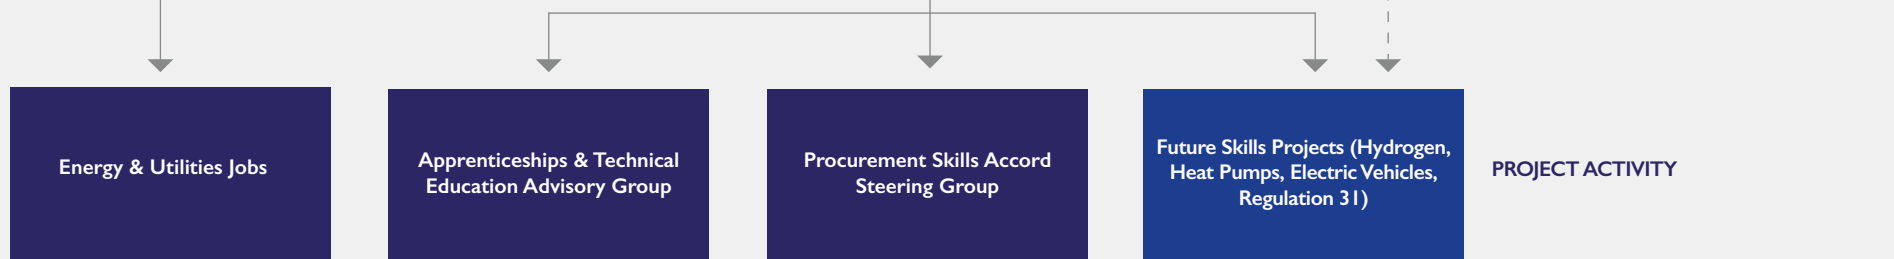 Energy & Utilities Jobs
Apprenticeships & Technical
Education Advisory Group
Procurement Skills Accord
Steering Group
Future Skills Projects (Hydrogen,
Heat Pumps, Electric Vehicles,
Regulation 31)
PROJECT ACTIVITY